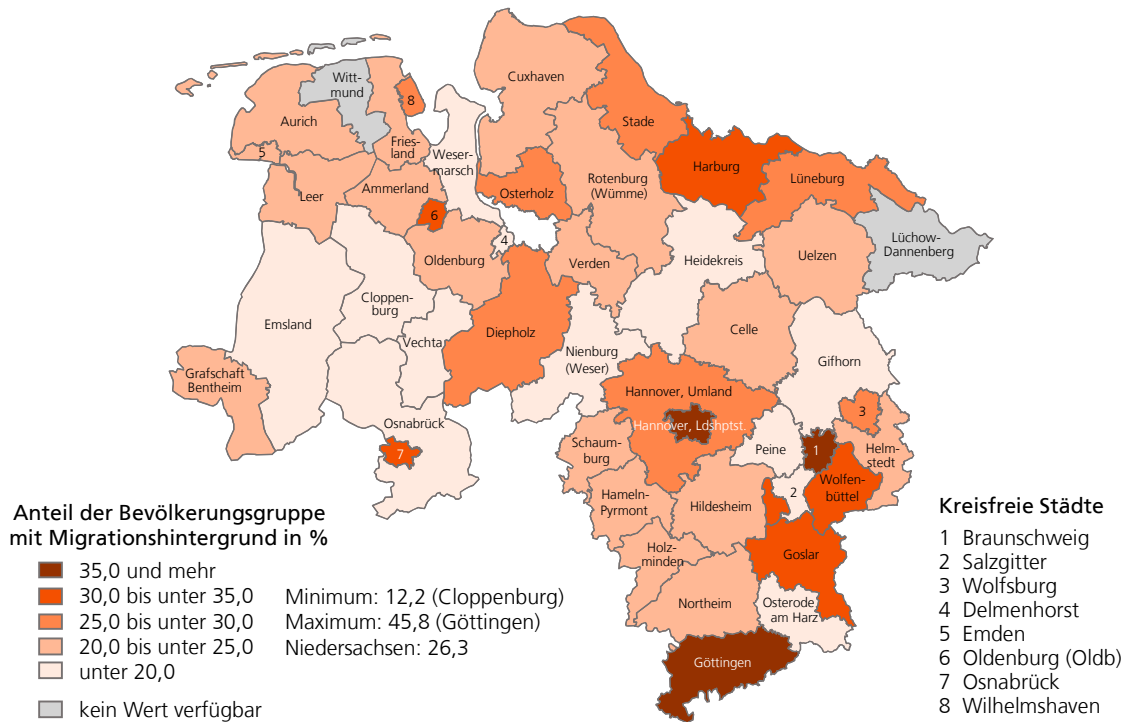 Cuxhaven
Witt-
mund
8
Stade
Aurich
Fries-
land
5
Weser-
marsch
Harburg
Lüneburg
Rotenburg
(Wümme)
Osterholz
Leer
Ammerland
6
4
Lüchow-
Dannenberg
Oldenburg
Verden
Heidekreis
Uelzen
Cloppen-
burg
Emsland
Diepholz
Celle
Vechta
Nienburg
(Weser)
Gifhorn
Grafschaft
Bentheim
Hannover, Umland
3
Osnabrück
Hannover, Ldshptst.
7
Schaum-
burg
Peine
1
Helm-
stedt
2
Wolfen-
büttel
Hameln-
Pyrmont
Hildesheim
Holz-
minden
Goslar
Northeim
Osterode
am Harz
Göttingen
Anteil der Bevölkerungsgruppe
mit Migrationshintergrund in %
35,0 und mehr
30,0 bis unter 35,0
25,0 bis unter 30,0
20,0 bis unter 25,0
unter 20,0
kein Wert verfügbar
Minimum: 12,2 (Cloppenburg)
Maximum: 45,8 (Göttingen)
Niedersachsen: 26,3
Kreisfreie Städte
1 Braunschweig
2 Salzgitter
3 Wolfsburg
4 Delmenhorst
5 Emden
6 Oldenburg (Oldb)
7 Osnabrück
8 Wilhelmshaven